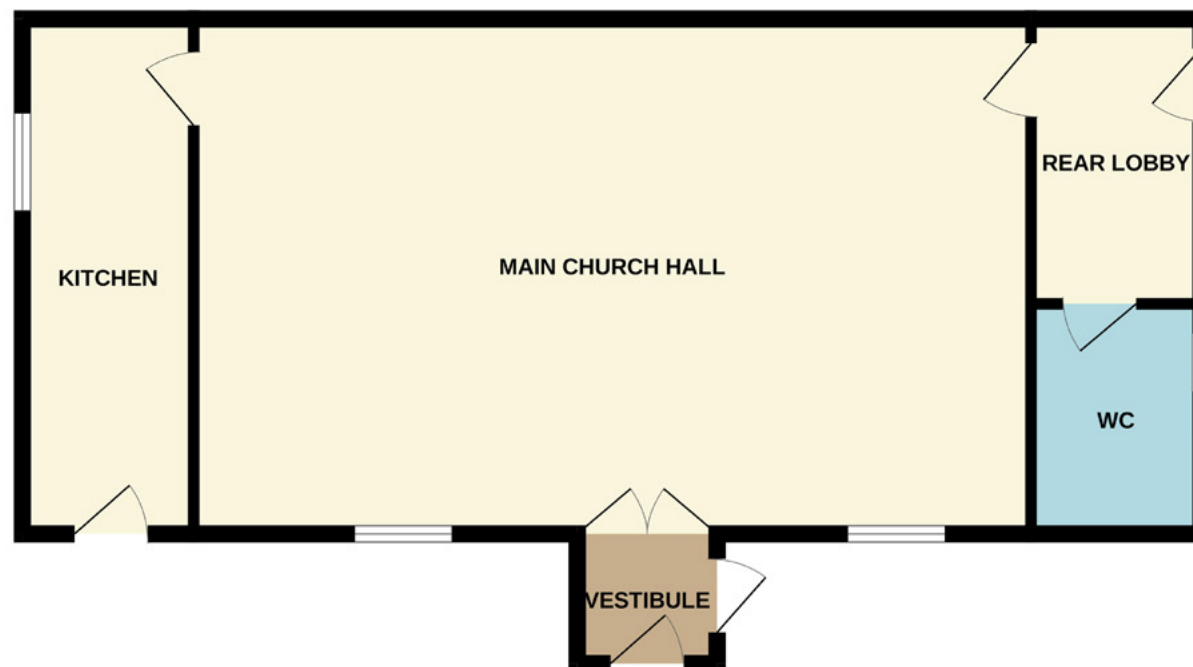 REAR LOBBY
KITCHEN
MAIN CHURCH HALL
WC
VESTIBULE